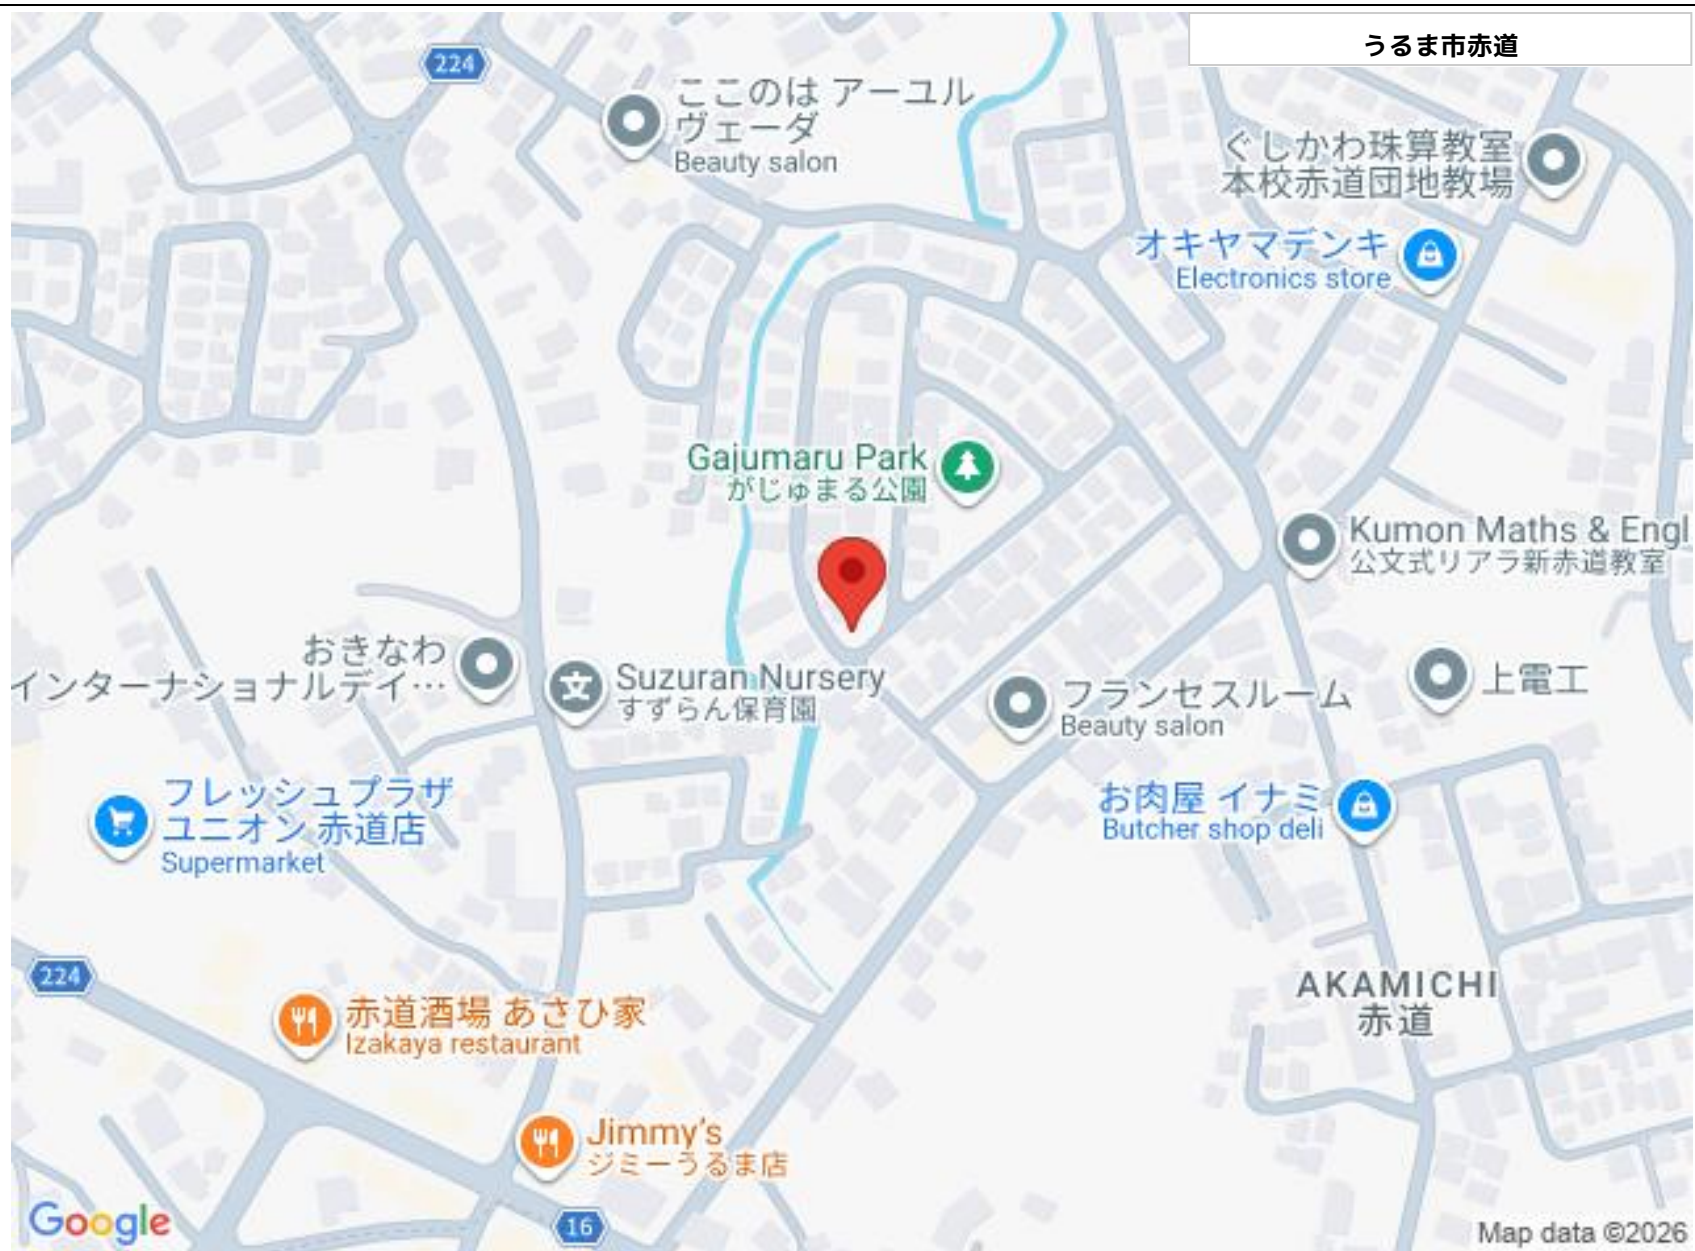 うるま市赤道
224
ここのは アーユル
ヴェーダ
Beauty salon
ぐしかわ珠算教室
本校赤道団地教場
オキヤマデンキ
Electronics store
Gajumaru Park
がじゅまる公園
Kumon Maths & Engl
公文式リアラ新赤道教室
おきなわ
インターナショナルデイ…
Suzuran Nursery
すずらん保育園
フランセスルーム
Beauty salon
上電工
フレッシュプラザ
ユニオン 赤道店
Supermarket
お肉屋 イナミ
Butcher shop deli
224
赤道酒場 あさひ家
Izakaya restaurant
AKAMICHI
赤道
Jimmy's
ジミーうるま店
16
Google
Map data ©2026